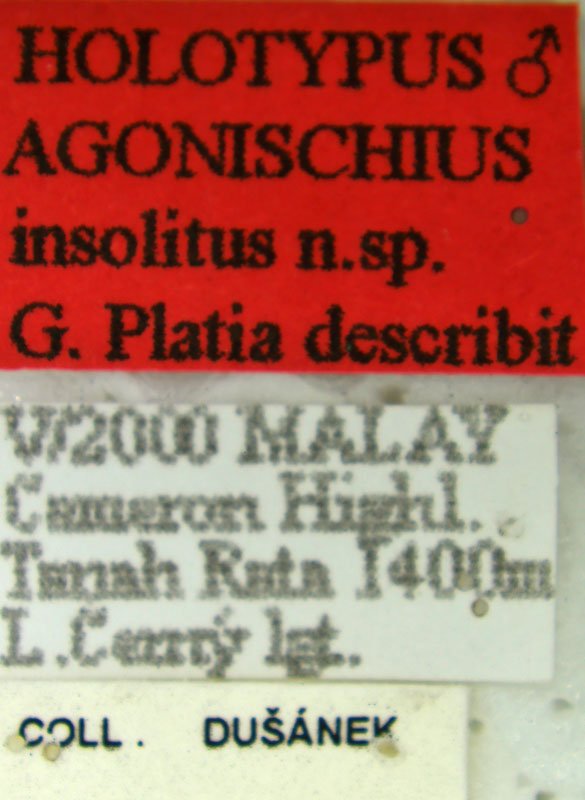 HOLOTYPUS ♂
AGONISCHIUS
insolitus n.sp.
G. Platia describit
V/2000 MALAY
Cameron Highl.
Tanah Rata 1400m
L.Černý lgt.
COLL. DUŠÁNEK